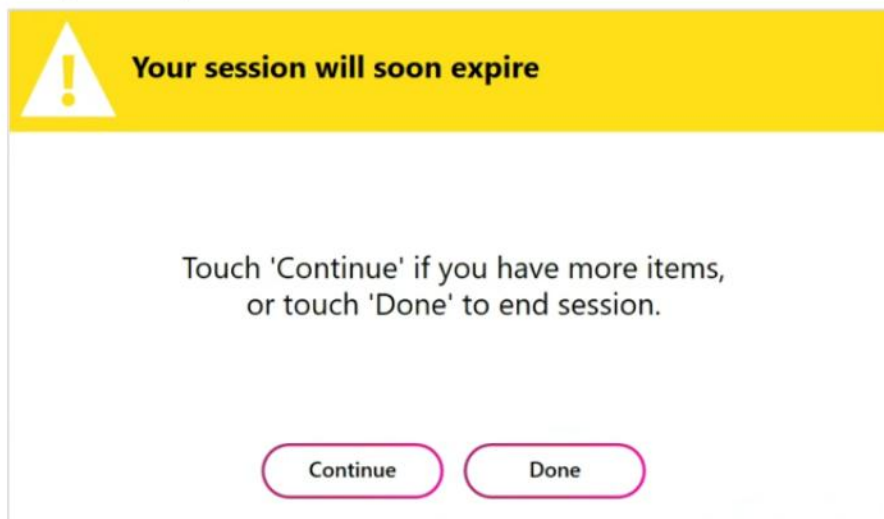 Your session will soon expire
Touch 'Continue' if you have more items,
or touch 'Done' to end session.
Continue
Done